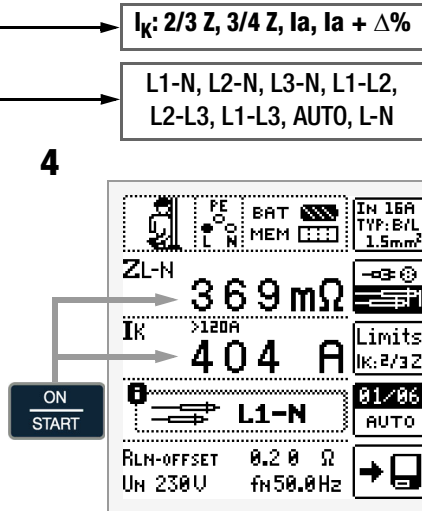 I_K: 2/3 Z, 3/4 Z, Ia, Ia + Δ%
L1-N, L2-N, L3-N, L1-L2,
L2-L3, L1-L3, AUTO, L-N
4
PE
L N
BAT
MEM
IN 16A
TYP: B/L
1.5mm²
ZL-N
369 mΩ
IK
>120A
404 A
Limits
IK: 2/3 Z
ON
START
L1-N
01/06
AUTO
RLN-OFFSET 0.20 Ω
UN 230V fN 50.0Hz